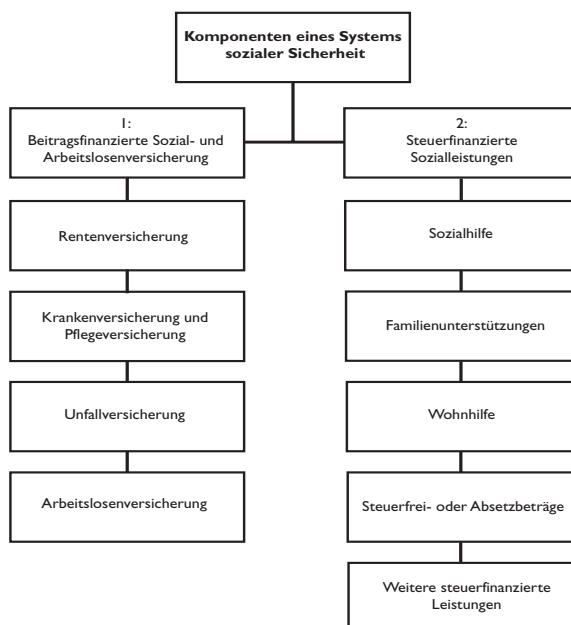 Komponenten eines Systems
sozialer Sicherheit
1:
Beitragsfinanzierte Sozial- und
Arbeitslosenversicherung
Rentenversicherung
Krankenversicherung und
Pflegeversicherung
Unfallversicherung
Arbeitslosenversicherung
2:
Steuerfinanzierte
Sozialleistungen
Sozialhilfe
Familienunterstützungen
Wohnhilfe
Steuerfrei- oder Absetzbeträge
Weitere steuerfinanzierte
Leistungen